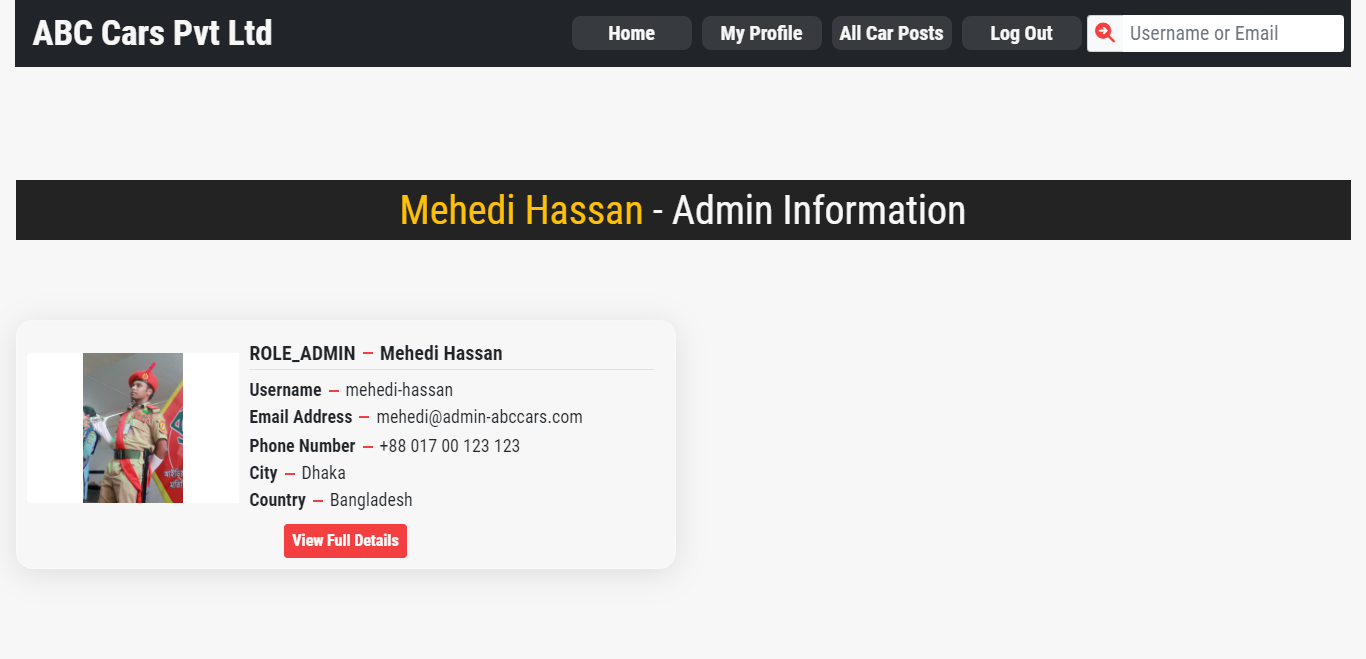 ABC Cars Pvt Ltd
Home
My Profile
All Car Posts
Log Out
Username or Email
Mehedi Hassan - Admin Information
ROLE_ADMIN — Mehedi Hassan
Username — mehedi-hassan
Email Address — mehedi@admin-abccars.com
Phone Number — +88 017 00 123 123
City — Dhaka
Country — Bangladesh
View Full Details